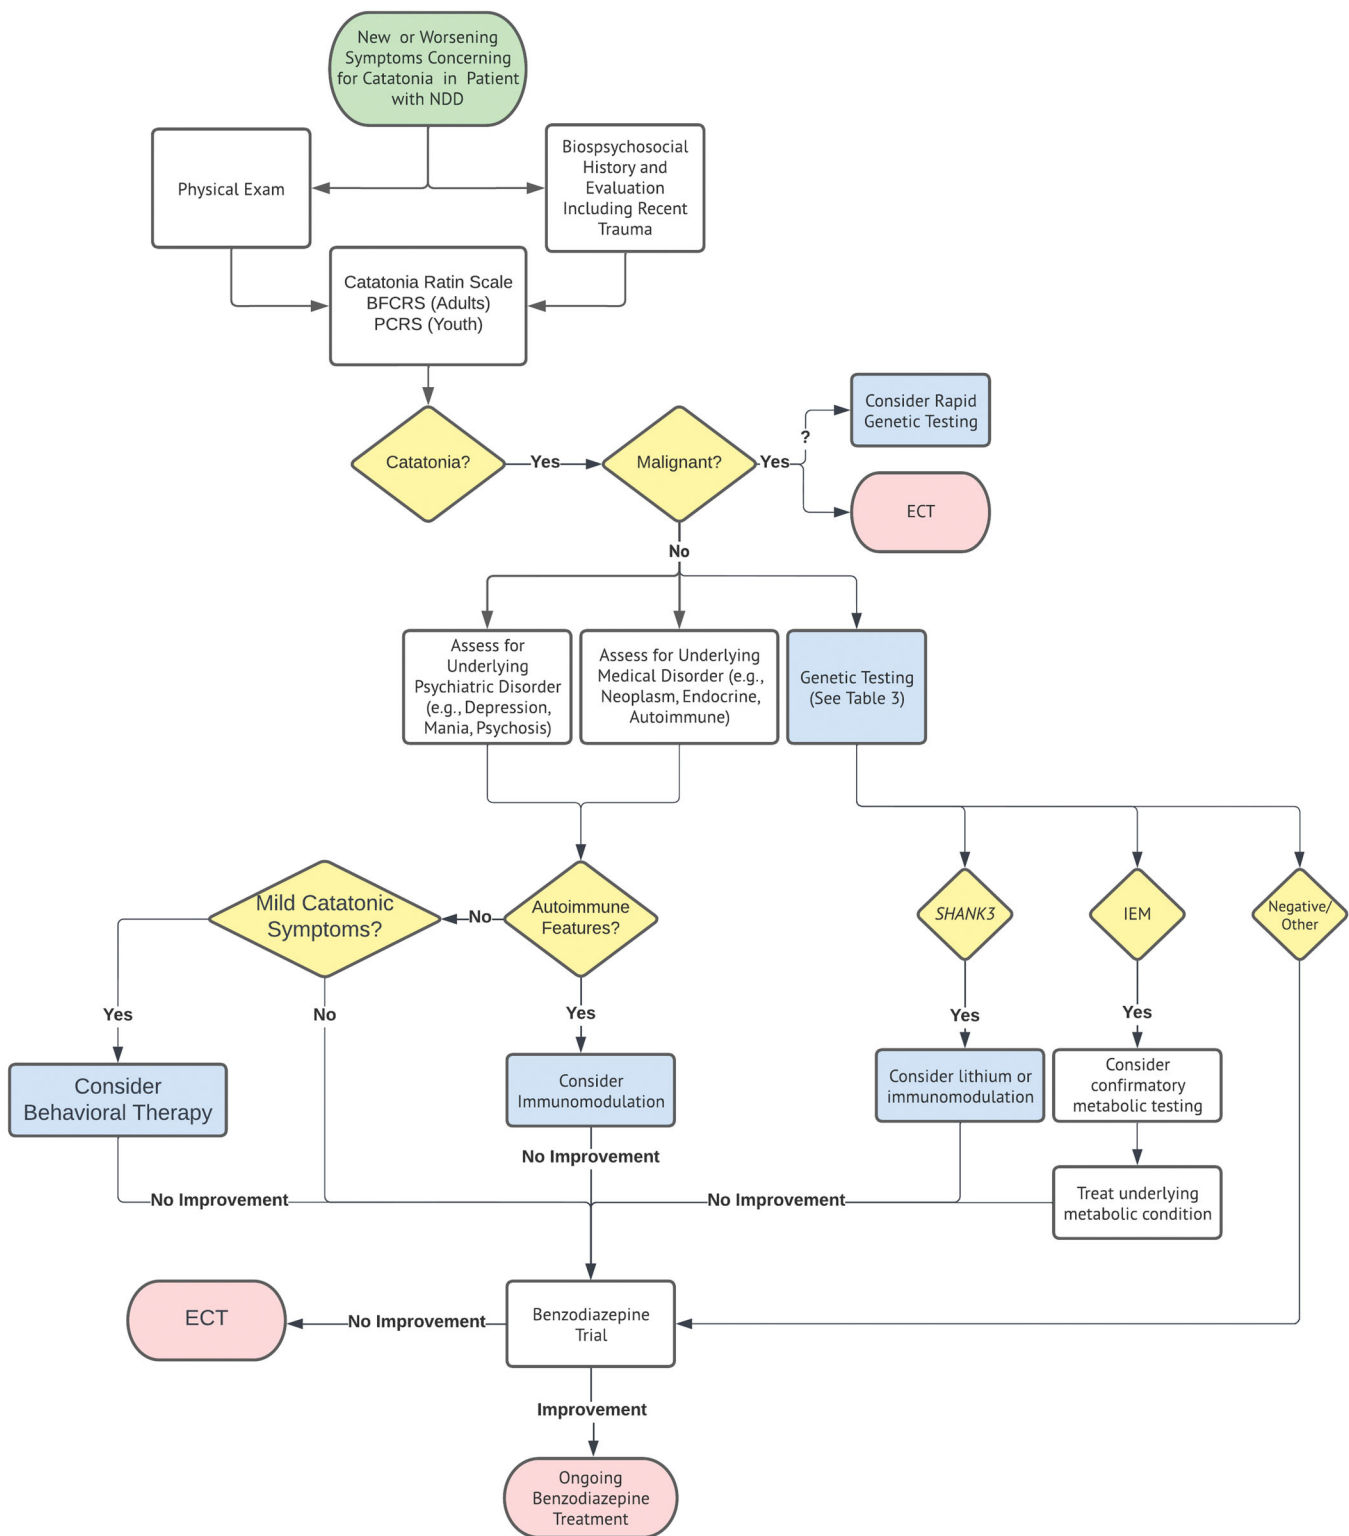 New or Worsening
Symptoms Concerning
for Catatonia in Patient
with NDD
Physical Exam
Biospsychosocial
History and
Evaluation
Including Recent
Trauma
Catatonia Ratin Scale
BFCRS (Adults)
PCRS (Youth)
Catatonia?
Yes
Malignant?
Yes
?
Consider Rapid
Genetic Testing
ECT
No
Assess for
Underlying
Psychiatric Disorder
(e.g., Depression,
Mania, Psychosis)
Assess for Underlying
Medical Disorder (e.g.,
Neoplasm, Endocrine,
Autoimmune)
Genetic Testing
(See Table 3)
Mild Catatonic
Symptoms?
No
Autoimmune
Features?
SHANK3
IEM
Negative/
Other
Yes
No
Yes
Yes
Yes
Consider
Behavioral Therapy
Consider
Immunomodulation
Consider lithium or
immunomodulation
Consider
confirmatory
metabolic testing
No Improvement
No Improvement
No Improvement
Treat underlying
metabolic condition
ECT
No Improvement
Benzodiazepine
Trial
Improvement
Ongoing
Benzodiazepine
Treatment